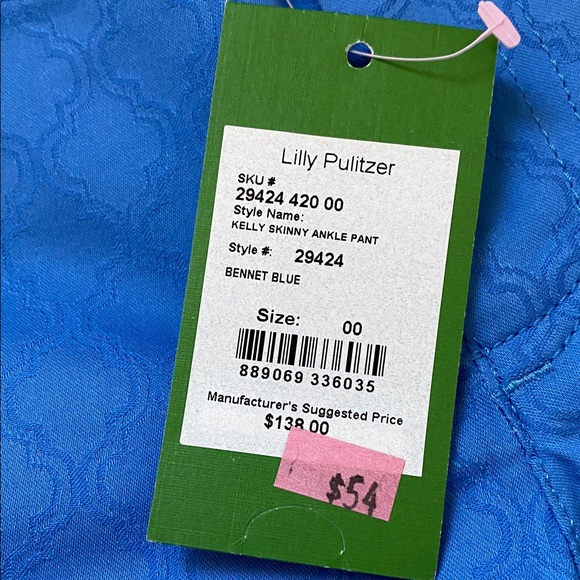 Lilly Pulitzer
SKU #
29424 420 00
Style Name:
KELLY SKINNY ANKLE PANT
Style #: 29424
BENNET BLUE
Size: 00
889069 336035
Manufacturer's Suggested Price
$138.00
$54